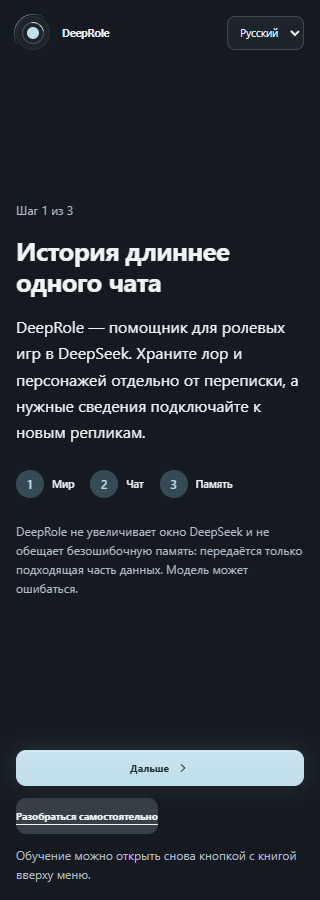 DeepRole
Русский
Шаг 1 из 3
История длиннее
одного чата
DeepRole — помощник для ролевых
игр в DeepSeek. Храните лор и
персонажей отдельно от переписки, а
нужные сведения подключайте к
новым репликам.
1 Мир 2 Чат 3 Память
DeepRole не увеличивает окно DeepSeek и не
обещает безошибочную память: передаётся только
подходящая часть данных. Модель может
ошибаться.
Дальше
Разобраться самостоятельно
Обучение можно открыть снова кнопкой с книгой
вверху меню.